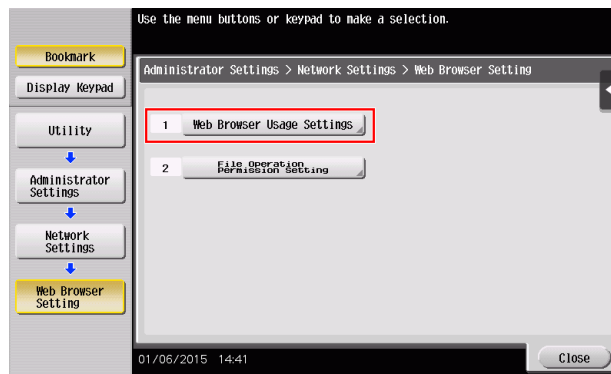 Use the menu buttons or keypad to make a selection.
Bookmark
Display Keypad
Utility
Administrator
Settings
Network
Settings
Web Browser
Setting
Administrator Settings > Network Settings > Web Browser Setting
1 Web Browser Usage Settings
2 File Operation
Permission Setting
01/06/2015 14:41
Close